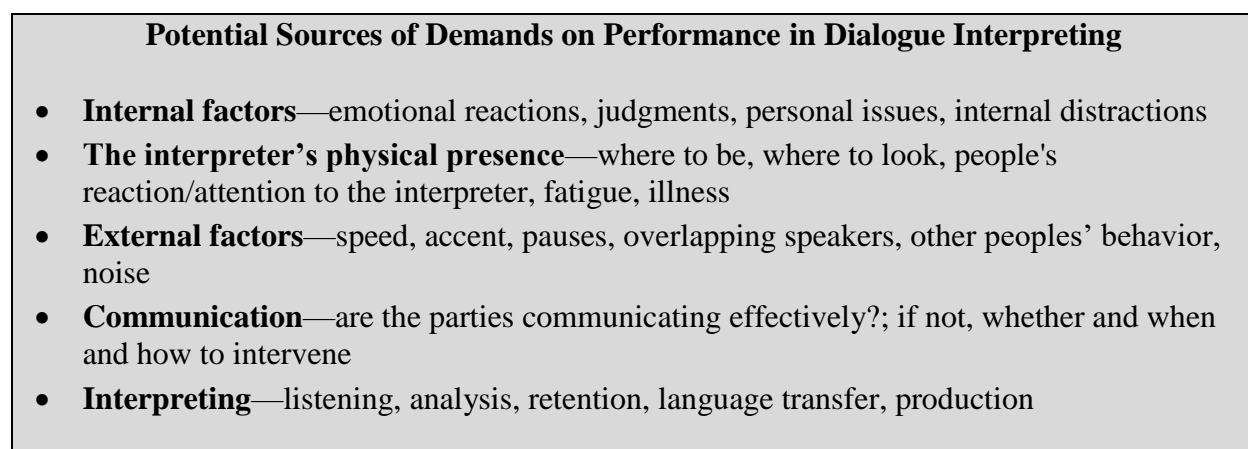 Potential Sources of Demands on Performance in Dialogue Interpreting
• Internal factors—emotional reactions, judgments, personal issues, internal distractions
• The interpreter’s physical presence—where to be, where to look, people's
reaction/attention to the interpreter, fatigue, illness
• External factors—speed, accent, pauses, overlapping speakers, other peoples’ behavior,
noise
• Communication—are the parties communicating effectively?; if not, whether and when
and how to intervene
• Interpreting—listening, analysis, retention, language transfer, production